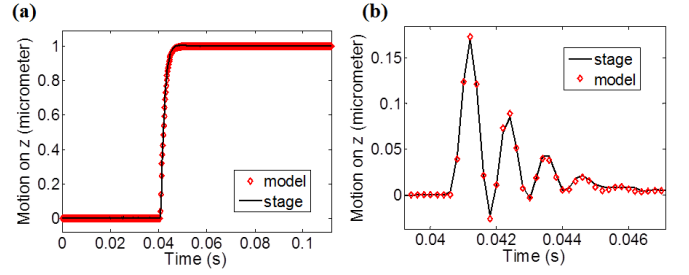 (a)
Motion on z (micrometer)
1
0.8
0.6
0.4
0.2
0
model
stage
0
0.02
0.04
0.06
0.08
0.1
Time (s)
(b)
Motion on z (micrometer)
0.15
0.1
0.05
0
stage
model
0.04
0.042
0.044
0.046
Time (s)